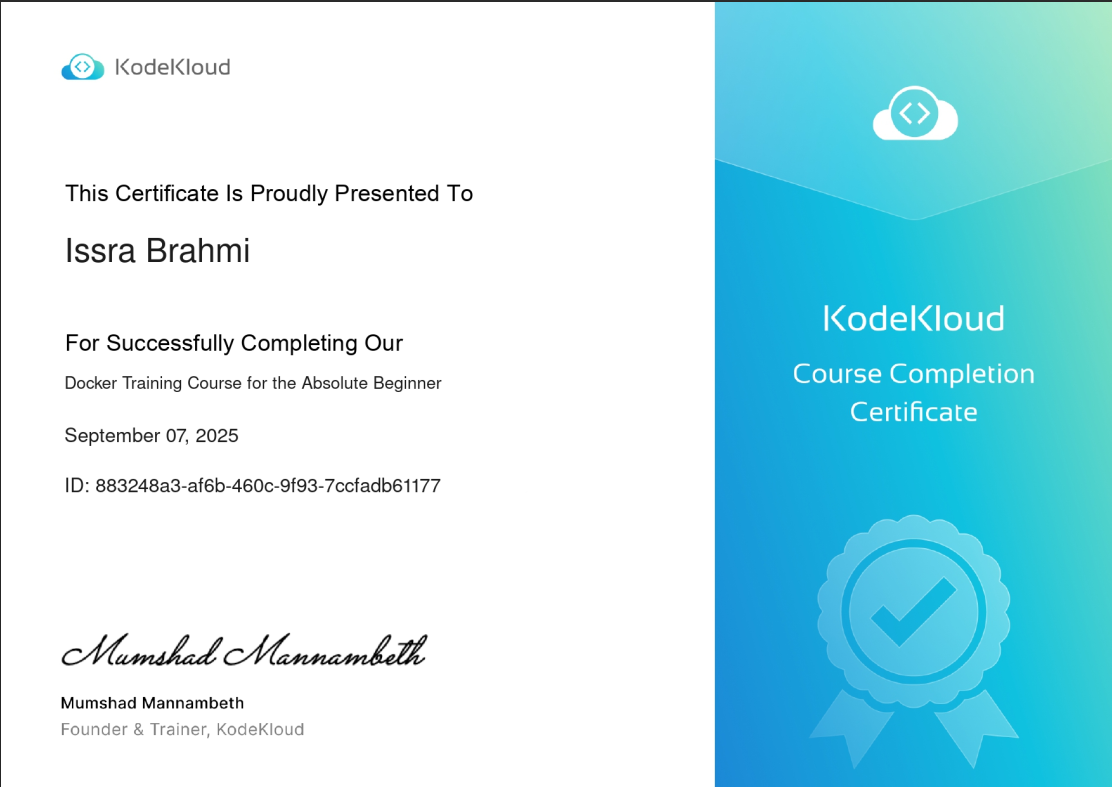 KodeKloud
This Certificate Is Proudly Presented To
Issra Brahmi
For Successfully Completing Our
Docker Training Course for the Absolute Beginner
September 07, 2025
ID: 883248a3-af6b-460c-9f93-7ccfadb61177
Mumshad Mannambeth
Mumshad Mannambeth
Founder & Trainer, KodeKloud
KodeKloud
Course Completion
Certificate